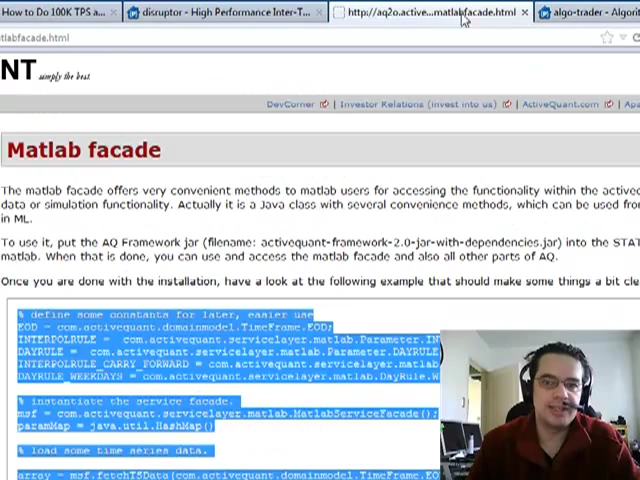 How to Do 100K TPS a...
disruptor - High Performance Inter-T...
http://aq2o.active...matlabfacade.html
algo-trader - Algorit
tlabfacade.html
NT simply the best.
DevCorner | Investor Relations (invest into us) | ActiveQuant.com | Apa
Matlab facade
The matlab facade offers very convenient methods to matlab users for accessing the functionality within the active
data or simulation functionality. Actually it is a Java class with several convenience methods, which can be used from
in ML.
To use it, put the AQ Framework jar (filename: activequant-framework-2.0-jar-with-dependencies.jar) into the STAT
matlab. When that is done, you can use and access the matlab facade and also all other parts of AQ.
Once you are done with the installation, have a look at the following example that should make some things a bit cle
% define some constants for later, easier use
EOD = com.activequant.domainmodel.TimeFrame.EOD;
INTERPOLRULE = com.activequant.servicelayer.matlab.Parameter.IN
DAYRULE = com.activequant.servicelayer.matlab.Parameter.DAYRULE
INTERPOLRULE_CARRY_FORWARD = com.activequant.servicelayer.matlab
DAYRULE_WEEKDAYS = com.activequant.servicelayer.matlab.DayRule.W
% instantiate the service facade.
msf = com.activequant.servicelayer.matlab.MatlabServiceFacade();
paramMap = java.util.HashMap()
% load some time series data.
array = msf.fetchTSData(com.activequant.domainmodel.TimeFrame.EO